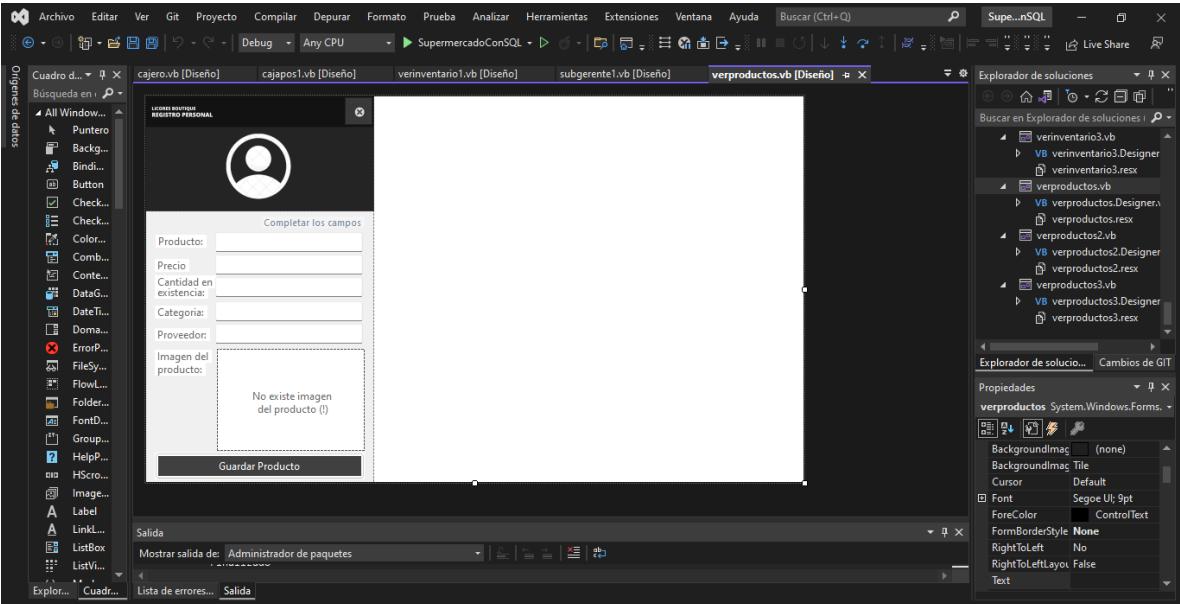 Archivo Editar Ver Git Proyecto Compilar Depurar Formato Prueba Analizar Herramientas Extensiones Ventana Ayuda Buscar (Ctrl+Q) Supe...nSQL
Debug Any CPU SupermercadoConSQL Live Share
Orígenes de datos
Cuadro d...
Búsqueda en
All Window...
Puntero
Backg...
Bindi...
Button
Check...
Check...
Color...
Comb...
Conte...
DataG...
DateTi...
Doma...
ErrorP...
FileSy...
FlowL...
Folder...
FontD...
Group...
HelpP...
HScro...
Image...
Label
LinkL...
ListBox
ListVi...
Explor... Cuadr...
cajero.vb [Diseño] cajapos1.vb [Diseño] verinventario1.vb [Diseño] subgerente1.vb [Diseño] verproductos.vb [Diseño]
LICORES BOUTIQUE
REGISTRO PERSONAL
Completar los campos
Producto:
Precio
Cantidad en
existencia:
Categoria:
Proveedor:
Imagen del
producto:
No existe imagen
del producto (!)
Guardar Producto
Salida
Mostrar salida de: Administrador de paquetes
Lista de errores... Salida
Explorador de soluciones
Buscar en Explorador de soluciones
verinventario3.vb
VB verinventario3.Designer
verinventario3.resx
verproductos.vb
VB verproductos.Designer.v
verproductos.resx
verproductos2.vb
VB verproductos2.Designer
verproductos2.resx
verproductos3.vb
VB verproductos3.Designer
verproductos3.resx
Explorador de solucio... Cambios de GIT
Propiedades
verproductos System.Windows.Forms.
BackgroundImag (none)
BackgroundImag Tile
Cursor Default
Font Segoe UI; 9pt
ForeColor ControlText
FormBorderStyle None
RightToLeft No
RightToLeftLayou False
Text